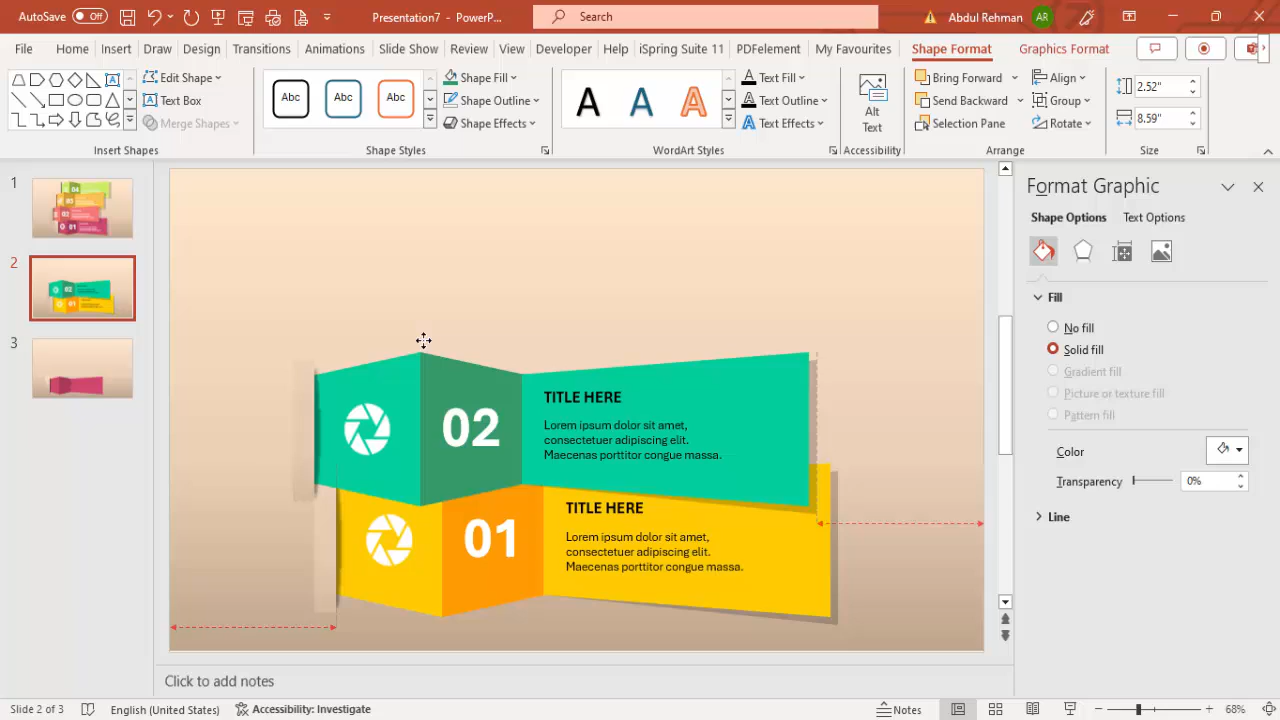 AutoSave Off Presentation7 - PowerP... Search Abdul Rehman AR
File Home Insert Draw Design Transitions Animations Slide Show Review View Developer Help iSpring Suite 11 PDFelement My Favourites Shape Format Graphics Format
Edit Shape
Text Box
Merge Shapes
Insert Shapes
Abc Abc Abc
Shape Fill
Shape Outline
Shape Effects
Shape Styles
A A A
Text Fill
Text Outline
Text Effects
WordArt Styles
Alt
Text
Accessibility
Bring Forward
Send Backward
Selection Pane
Align
Group
Rotate
Arrange
2.52"
8.59"
Size
1
04
03
02
01
2
02
01
3
02
TITLE HERE
Lorem ipsum dolor sit amet,
consectetuer adipiscing elit.
Maecenas porttitor congue massa.
01
TITLE HERE
Lorem ipsum dolor sit amet,
consectetuer adipiscing elit.
Maecenas porttitor congue massa.
Format Graphic
Shape Options Text Options
Fill
No fill
Solid fill
Gradient fill
Picture or texture fill
Pattern fill
Color
Transparency 0%
Line
Click to add notes
Slide 2 of 3 English (United States) Accessibility: Investigate Notes 68%